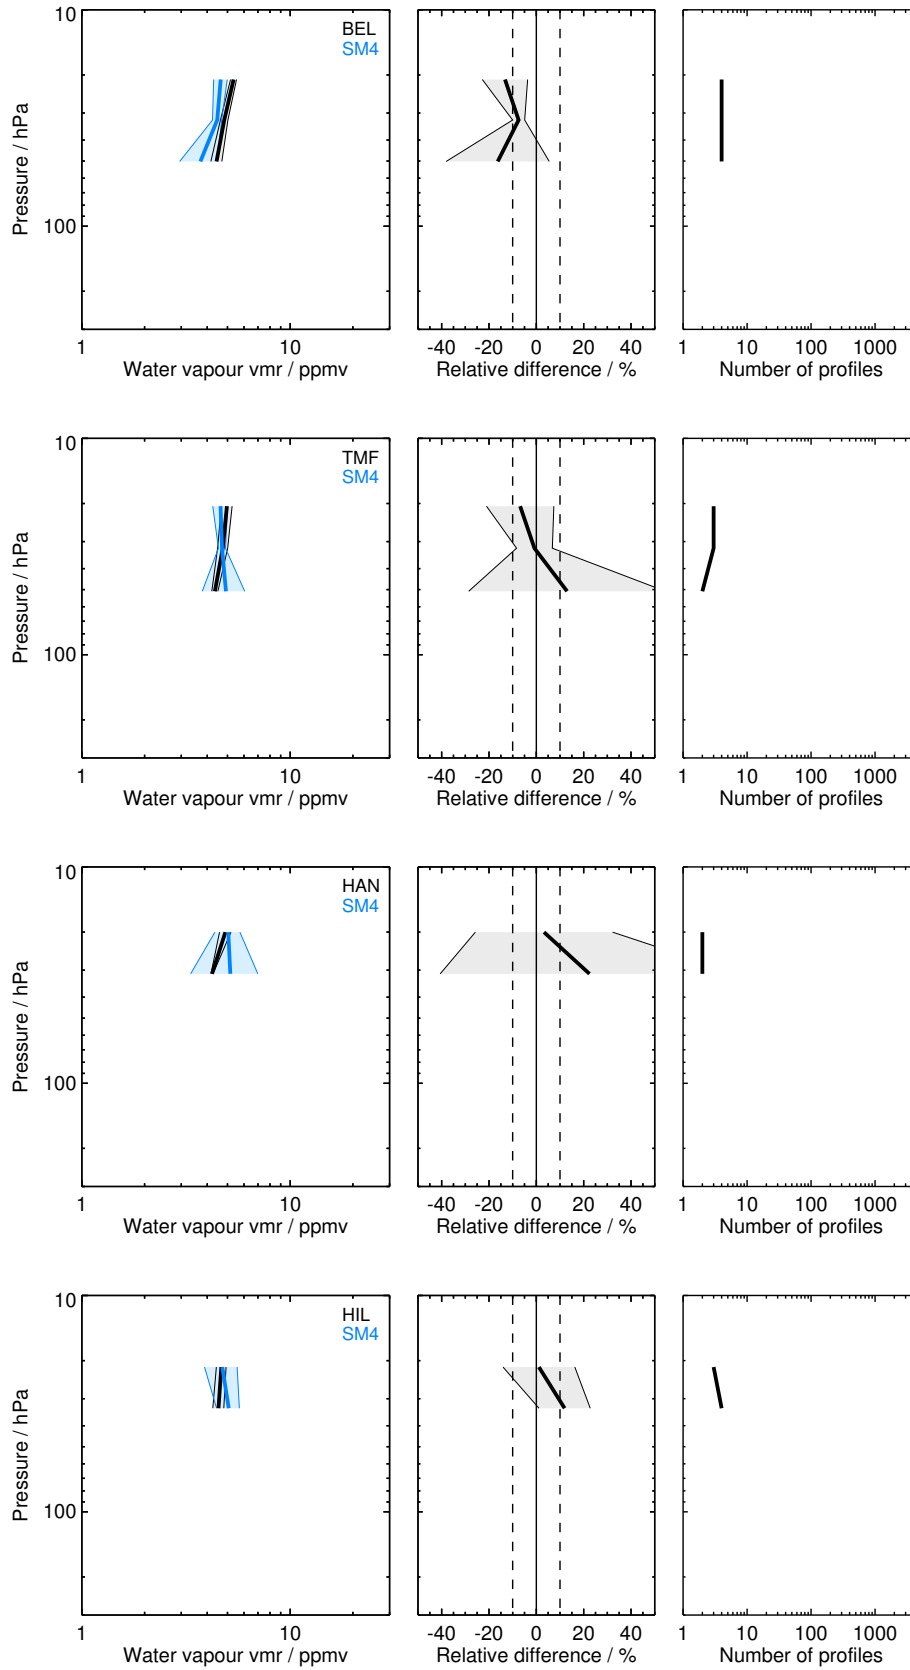 10
BEL
SM4
Pressure / hPa
100
1 10 -40 -20 0 20 40 1 10 100 1000
Water vapour vmr / ppmv Relative difference / % Number of profiles
10
TMF
SM4
Pressure / hPa
100
1 10 -40 -20 0 20 40 1 10 100 1000
Water vapour vmr / ppmv Relative difference / % Number of profiles
10
HAN
SM4
Pressure / hPa
100
1 10 -40 -20 0 20 40 1 10 100 1000
Water vapour vmr / ppmv Relative difference / % Number of profiles
10
HIL
SM4
Pressure / hPa
100
1 10 -40 -20 0 20 40 1 10 100 1000
Water vapour vmr / ppmv Relative difference / % Number of profiles